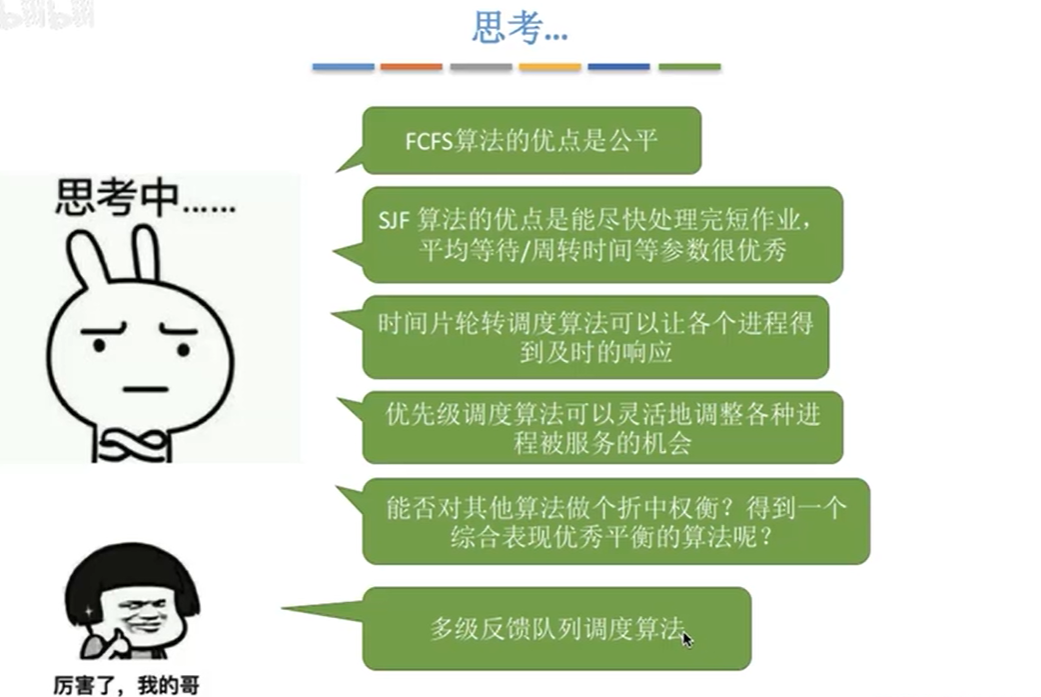 bilibili
思考...
思考中......
FCFS算法的优点是公平
SJF 算法的优点是能尽快处理完短作业，
平均等待/周转时间等参数很优秀
时间片轮转调度算法可以让各个进程得
到及时的响应
优先级调度算法可以灵活地调整各种进
程被服务的机会
能否对其他算法做个折中权衡？得到一个
综合表现优秀平衡的算法呢？
多级反馈队列调度算法
厉害了，我的哥